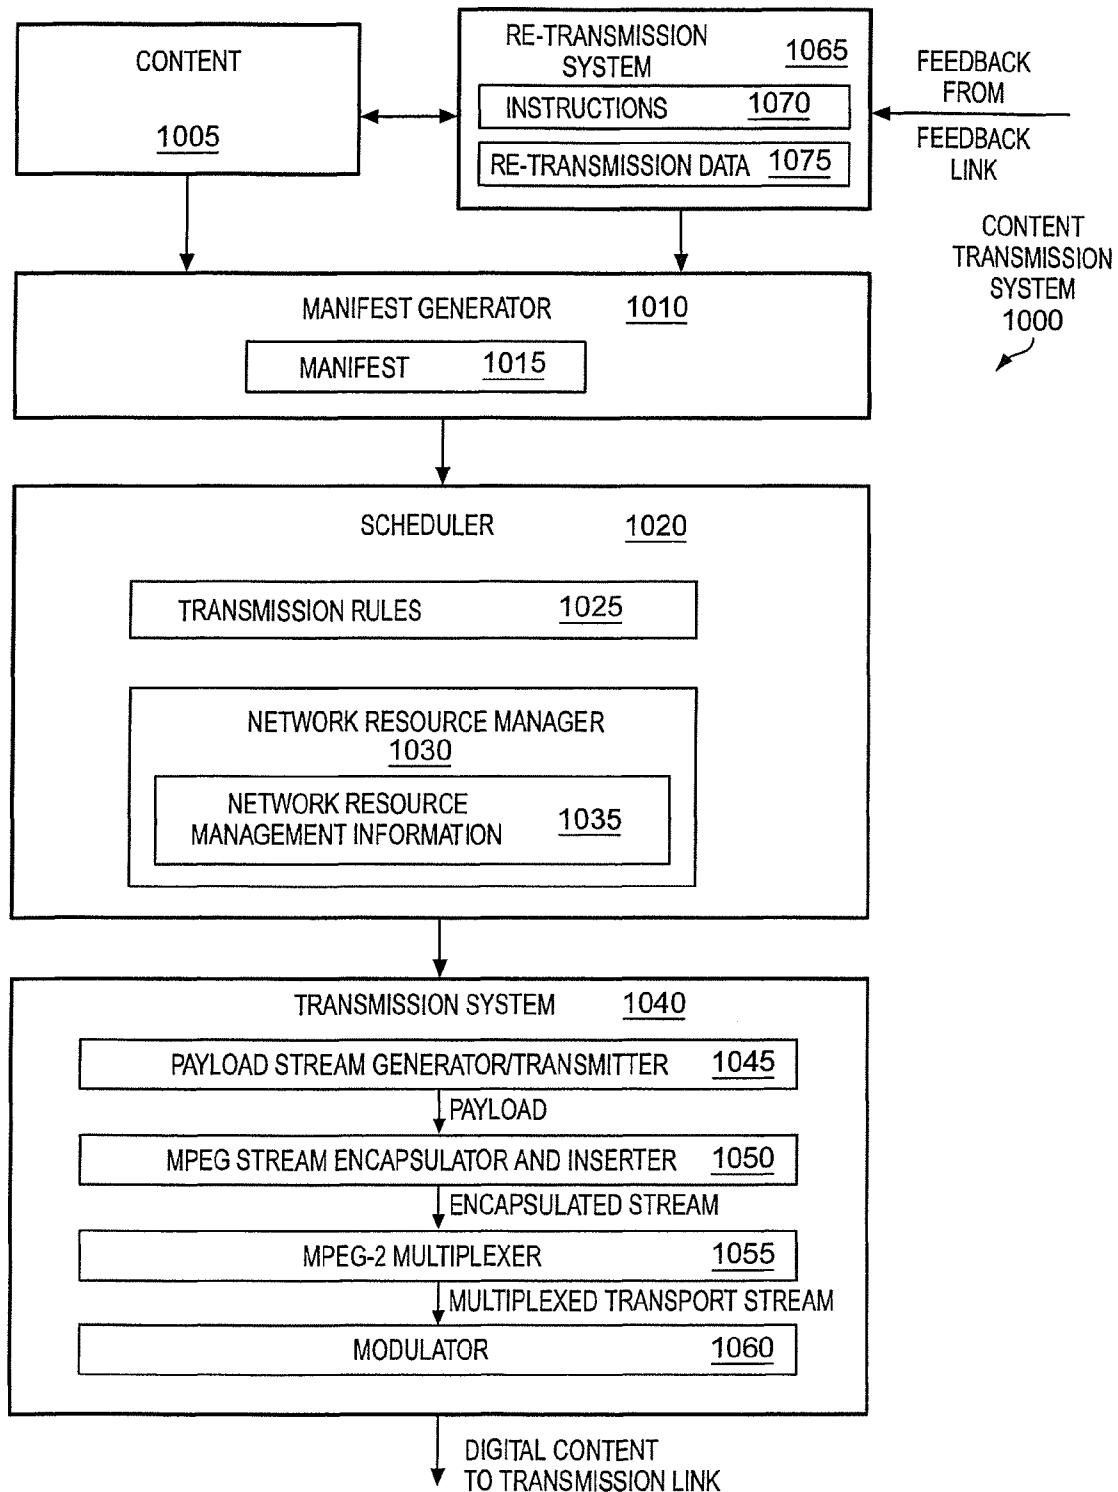 CONTENT
1005
RE-TRANSMISSION
SYSTEM
1065
INSTRUCTIONS 1070
RE-TRANSMISSION DATA 1075
FEEDBACK
FROM
FEEDBACK
LINK
CONTENT
TRANSMISSION
SYSTEM
1000
MANIFEST GENERATOR 1010
MANIFEST 1015
SCHEDULER 1020
TRANSMISSION RULES 1025
NETWORK RESOURCE MANAGER
1030
NETWORK RESOURCE
MANAGEMENT INFORMATION
1035
TRANSMISSION SYSTEM 1040
PAYLOAD STREAM GENERATOR/TRANSMITTER 1045
PAYLOAD
MPEG STREAM ENCAPSULATOR AND INSERTER 1050
ENCAPSULATED STREAM
MPEG-2 MULTIPLEXER 1055
MULTIPLEXED TRANSPORT STREAM
MODULATOR 1060
DIGITAL CONTENT
TO TRANSMISSION LINK